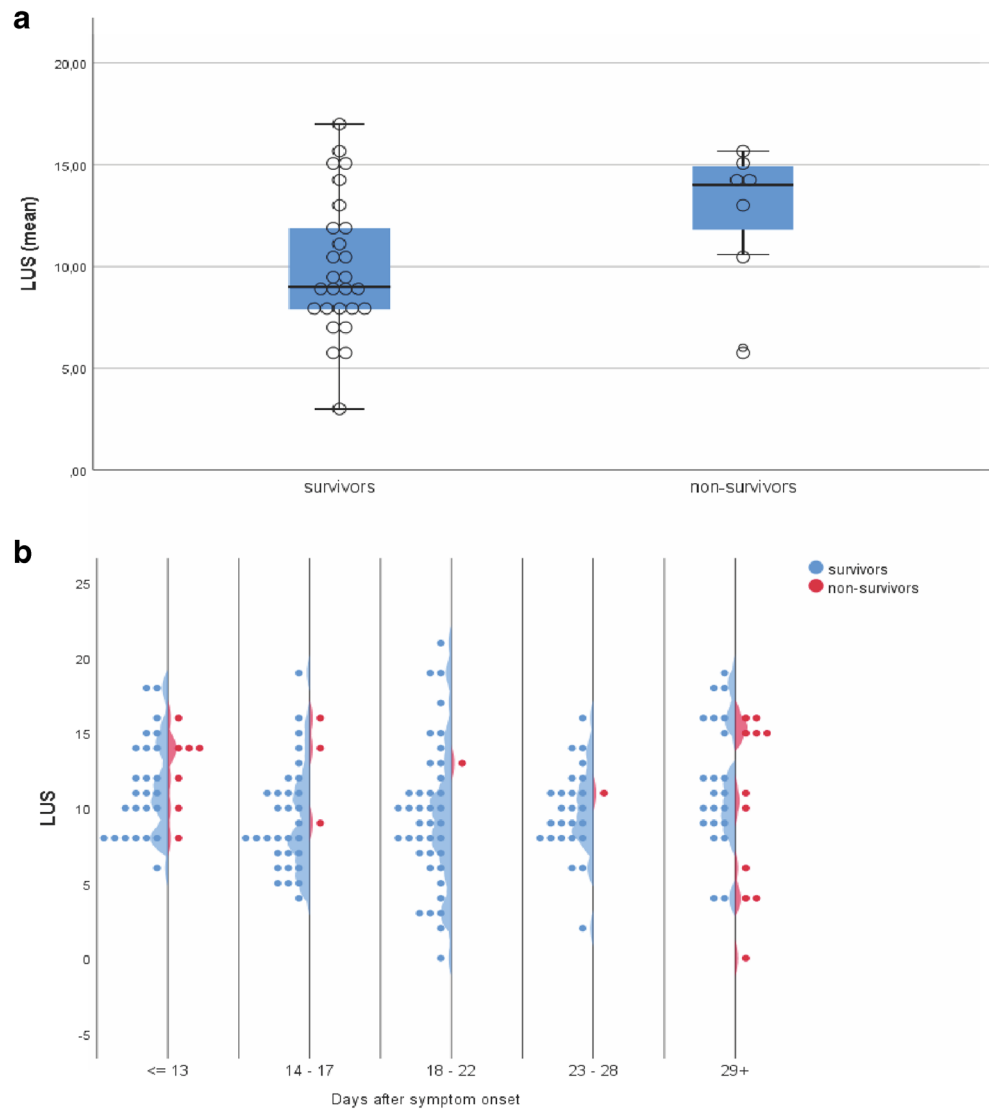 a
20,00
15,00
10,00
5,00
,00
LUS (mean)
survivors
non-survivors
b
25
20
15
10
5
0
-5
LUS
survivors
non-survivors
<= 13
14 - 17
18 - 22
23 - 28
29+
Days after symptom onset